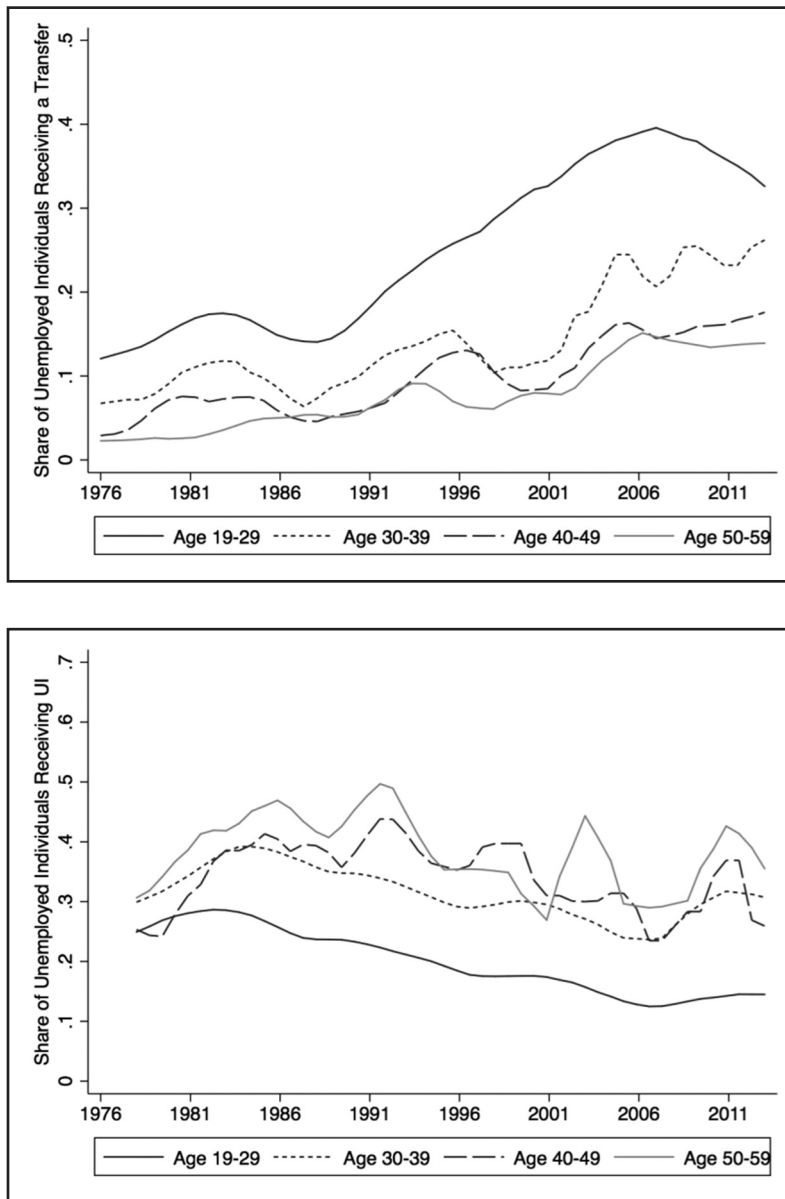 Share of Unemployed Individuals Receiving a Transfer
.5
.4
.3
.2
.1
0
1976 1981 1986 1991 1996 2001 2006 2011
Age 19-29 Age 30-39 Age 40-49 Age 50-59
Share of Unemployed Individuals Receiving UI
.7
.6
.5
.4
.3
.2
.1
0
1976 1981 1986 1991 1996 2001 2006 2011
Age 19-29 Age 30-39 Age 40-49 Age 50-59